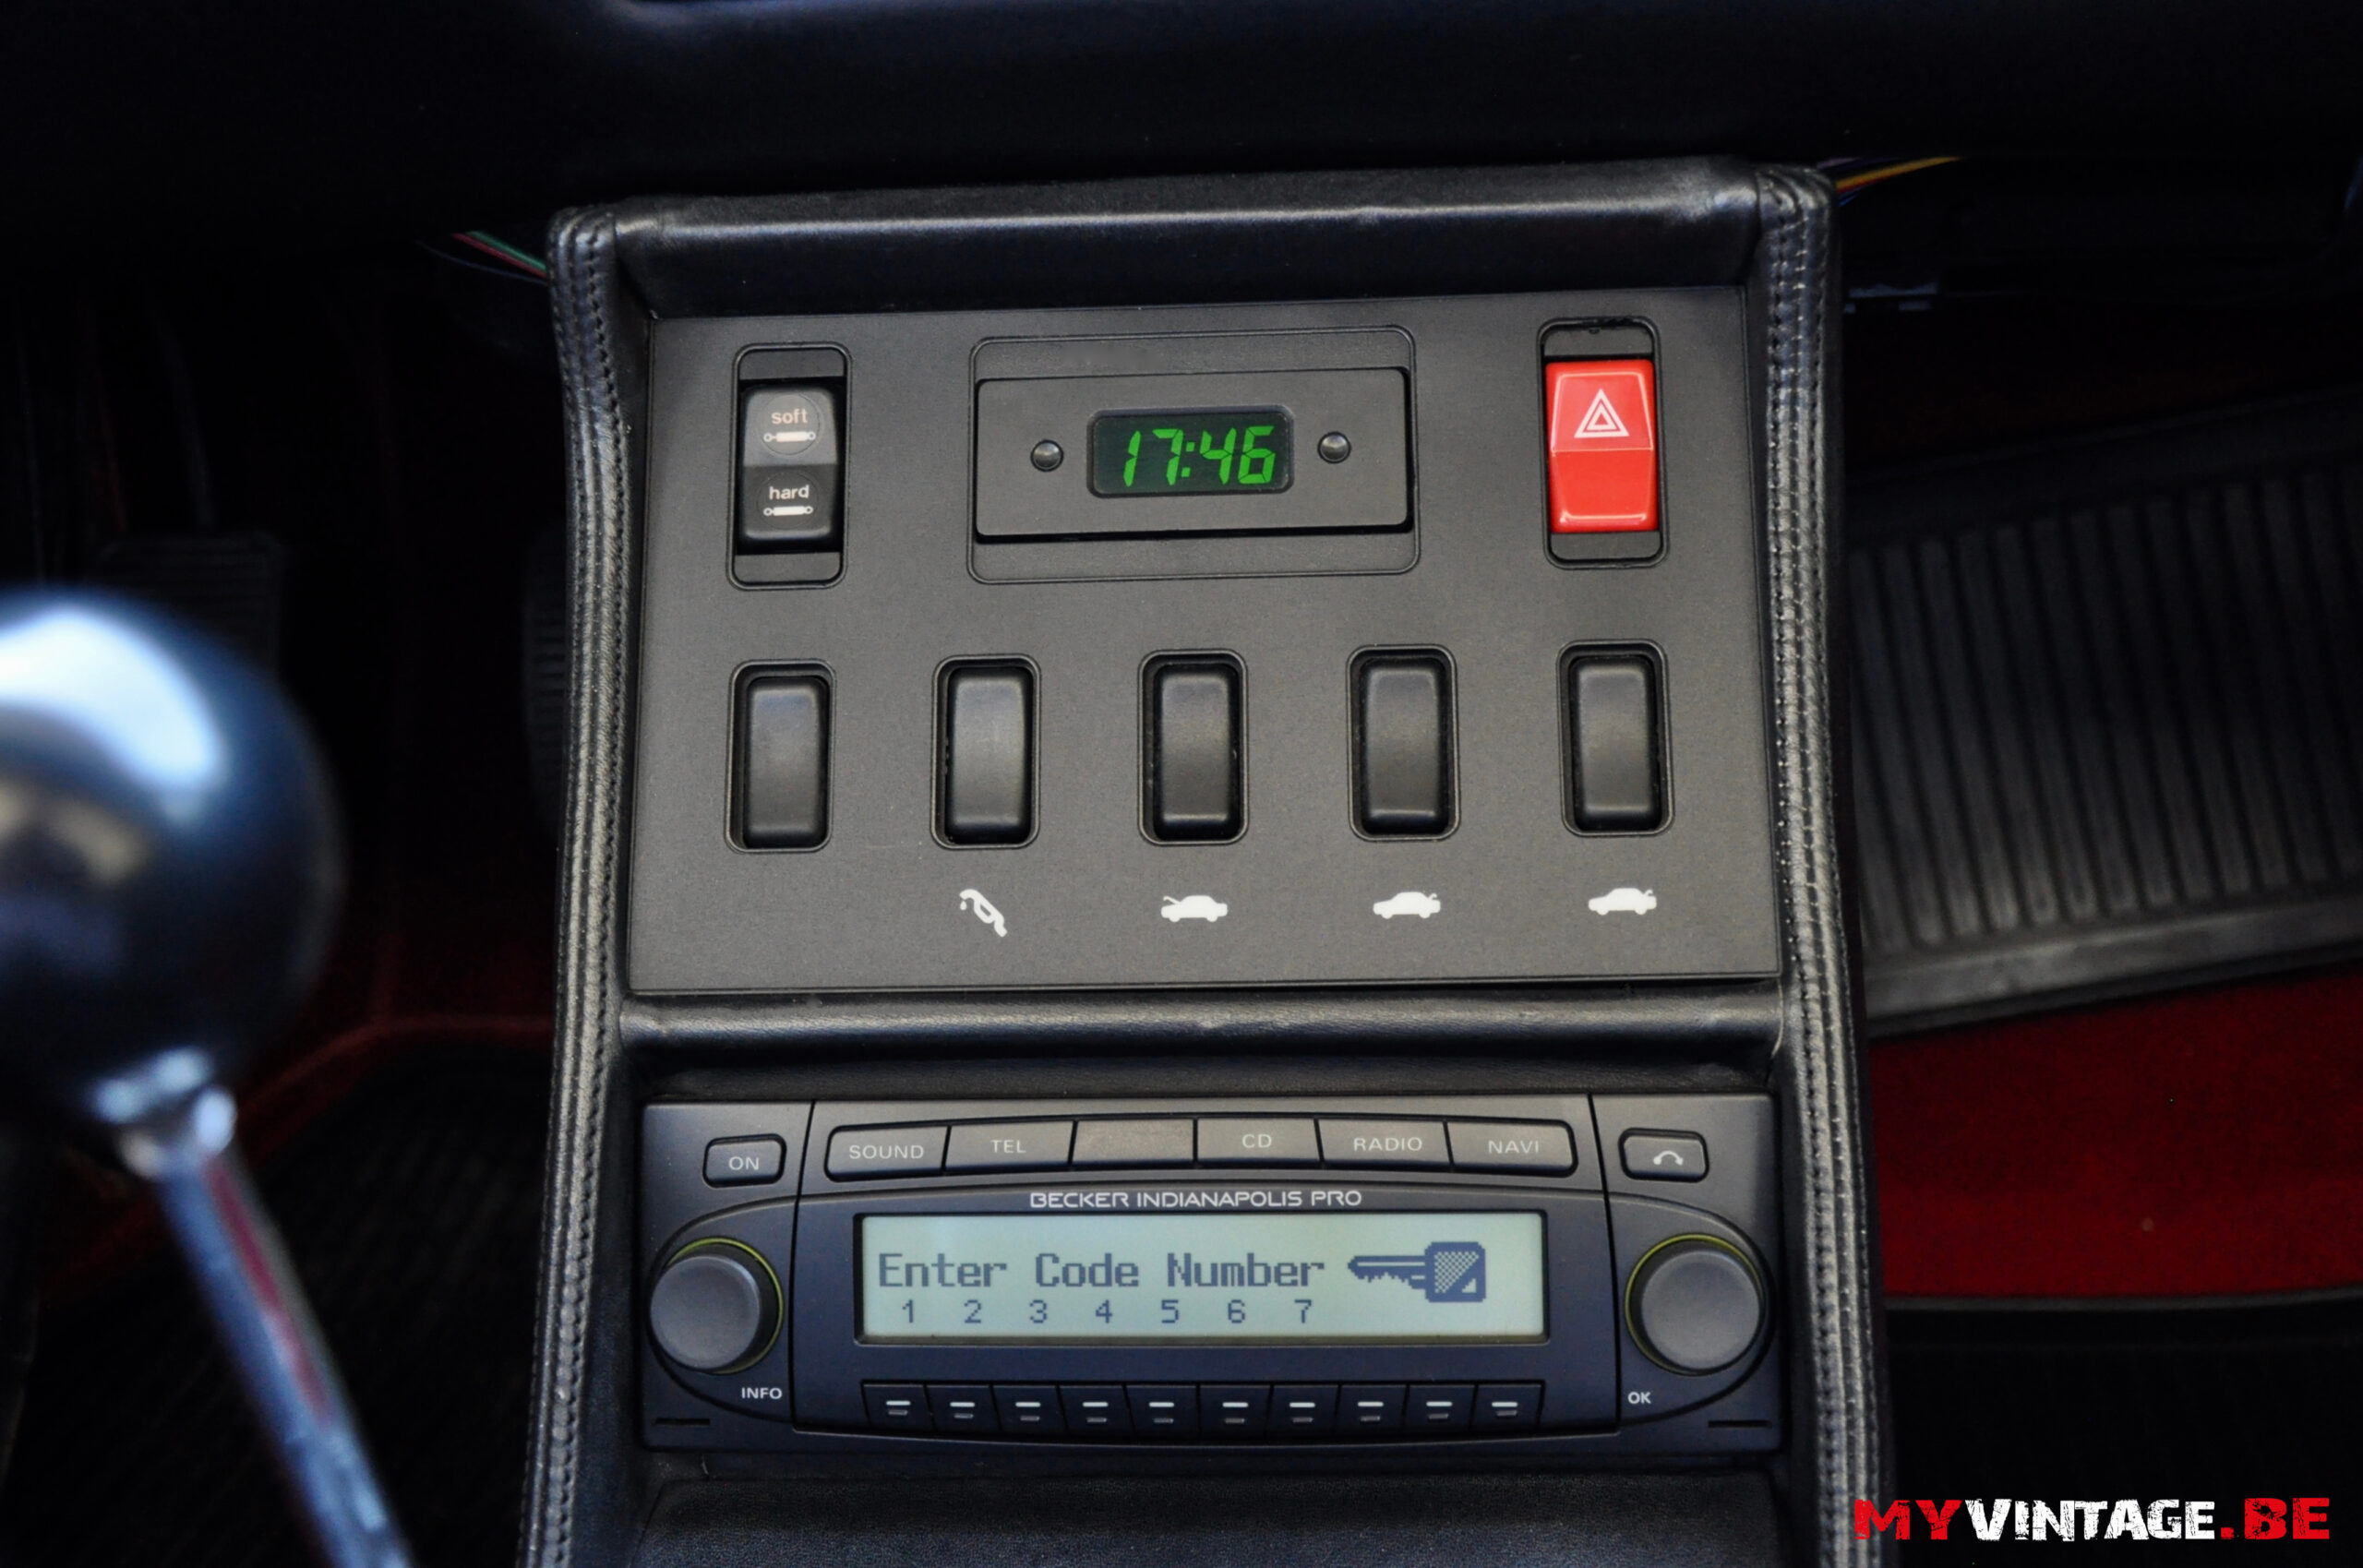 soft
hard
17:46
ON
SOUND
TEL
CD
RADIO
NAVI
BECKER INDIANAPOLIS PRO
Enter Code Number
1 2 3 4 5 6 7
INFO
OK
MYVINTAGE.BE